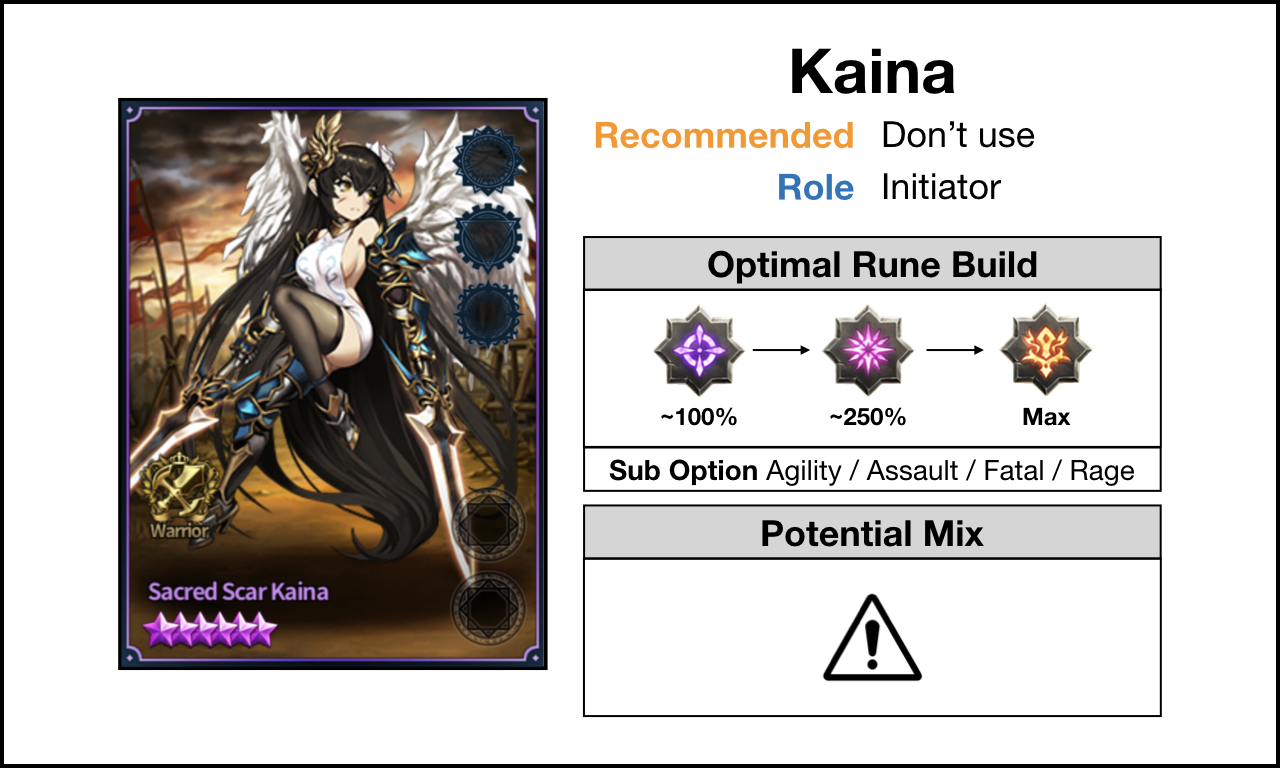 Kaina
Recommended Don’t use
Role Initiator
Optimal Rune Build
~100% ~250% Max
Sub Option Agility / Assault / Fatal / Rage
Potential Mix
Warrior
Sacred Scar Kaina